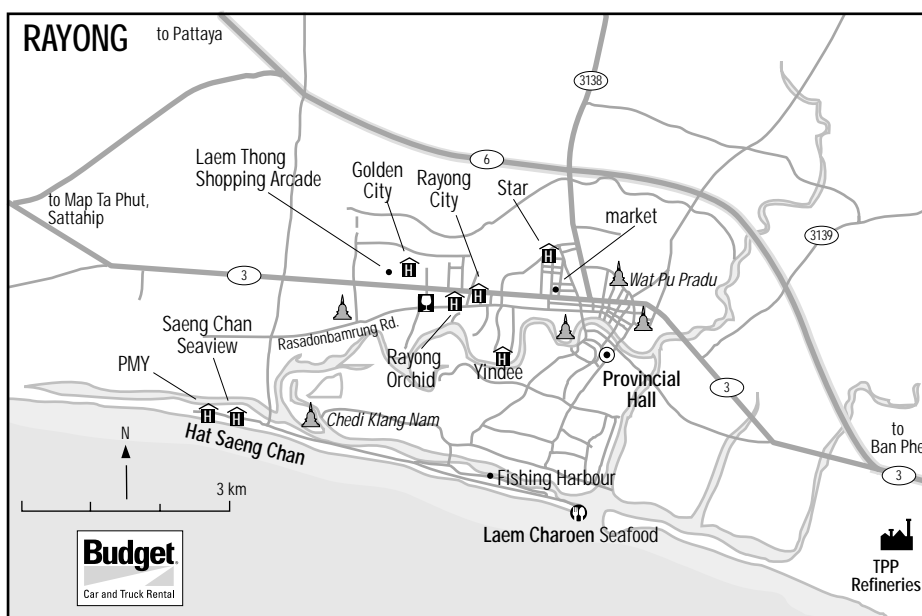 RAYONG
to Pattaya
3138
6
Laem Thong
Shopping Arcade
Golden
City
Rayong
City
Star
market
to Map Ta Phut,
Sattahip
3139
3
Wat Pu Pradu
Saeng Chan
Seaview
Rasadonbamrung Rd.
PMY
Rayong
Orchid
Yindee
Provincial
Hall
3
Hat Saeng Chan
Chedi Klang Nam
to
Ban Phe
3
N
3 km
Fishing Harbour
Laem Charoen Seafood
Budget
Car and Truck Rental
TPP
Refineries
H
H
H
H
H
H
H